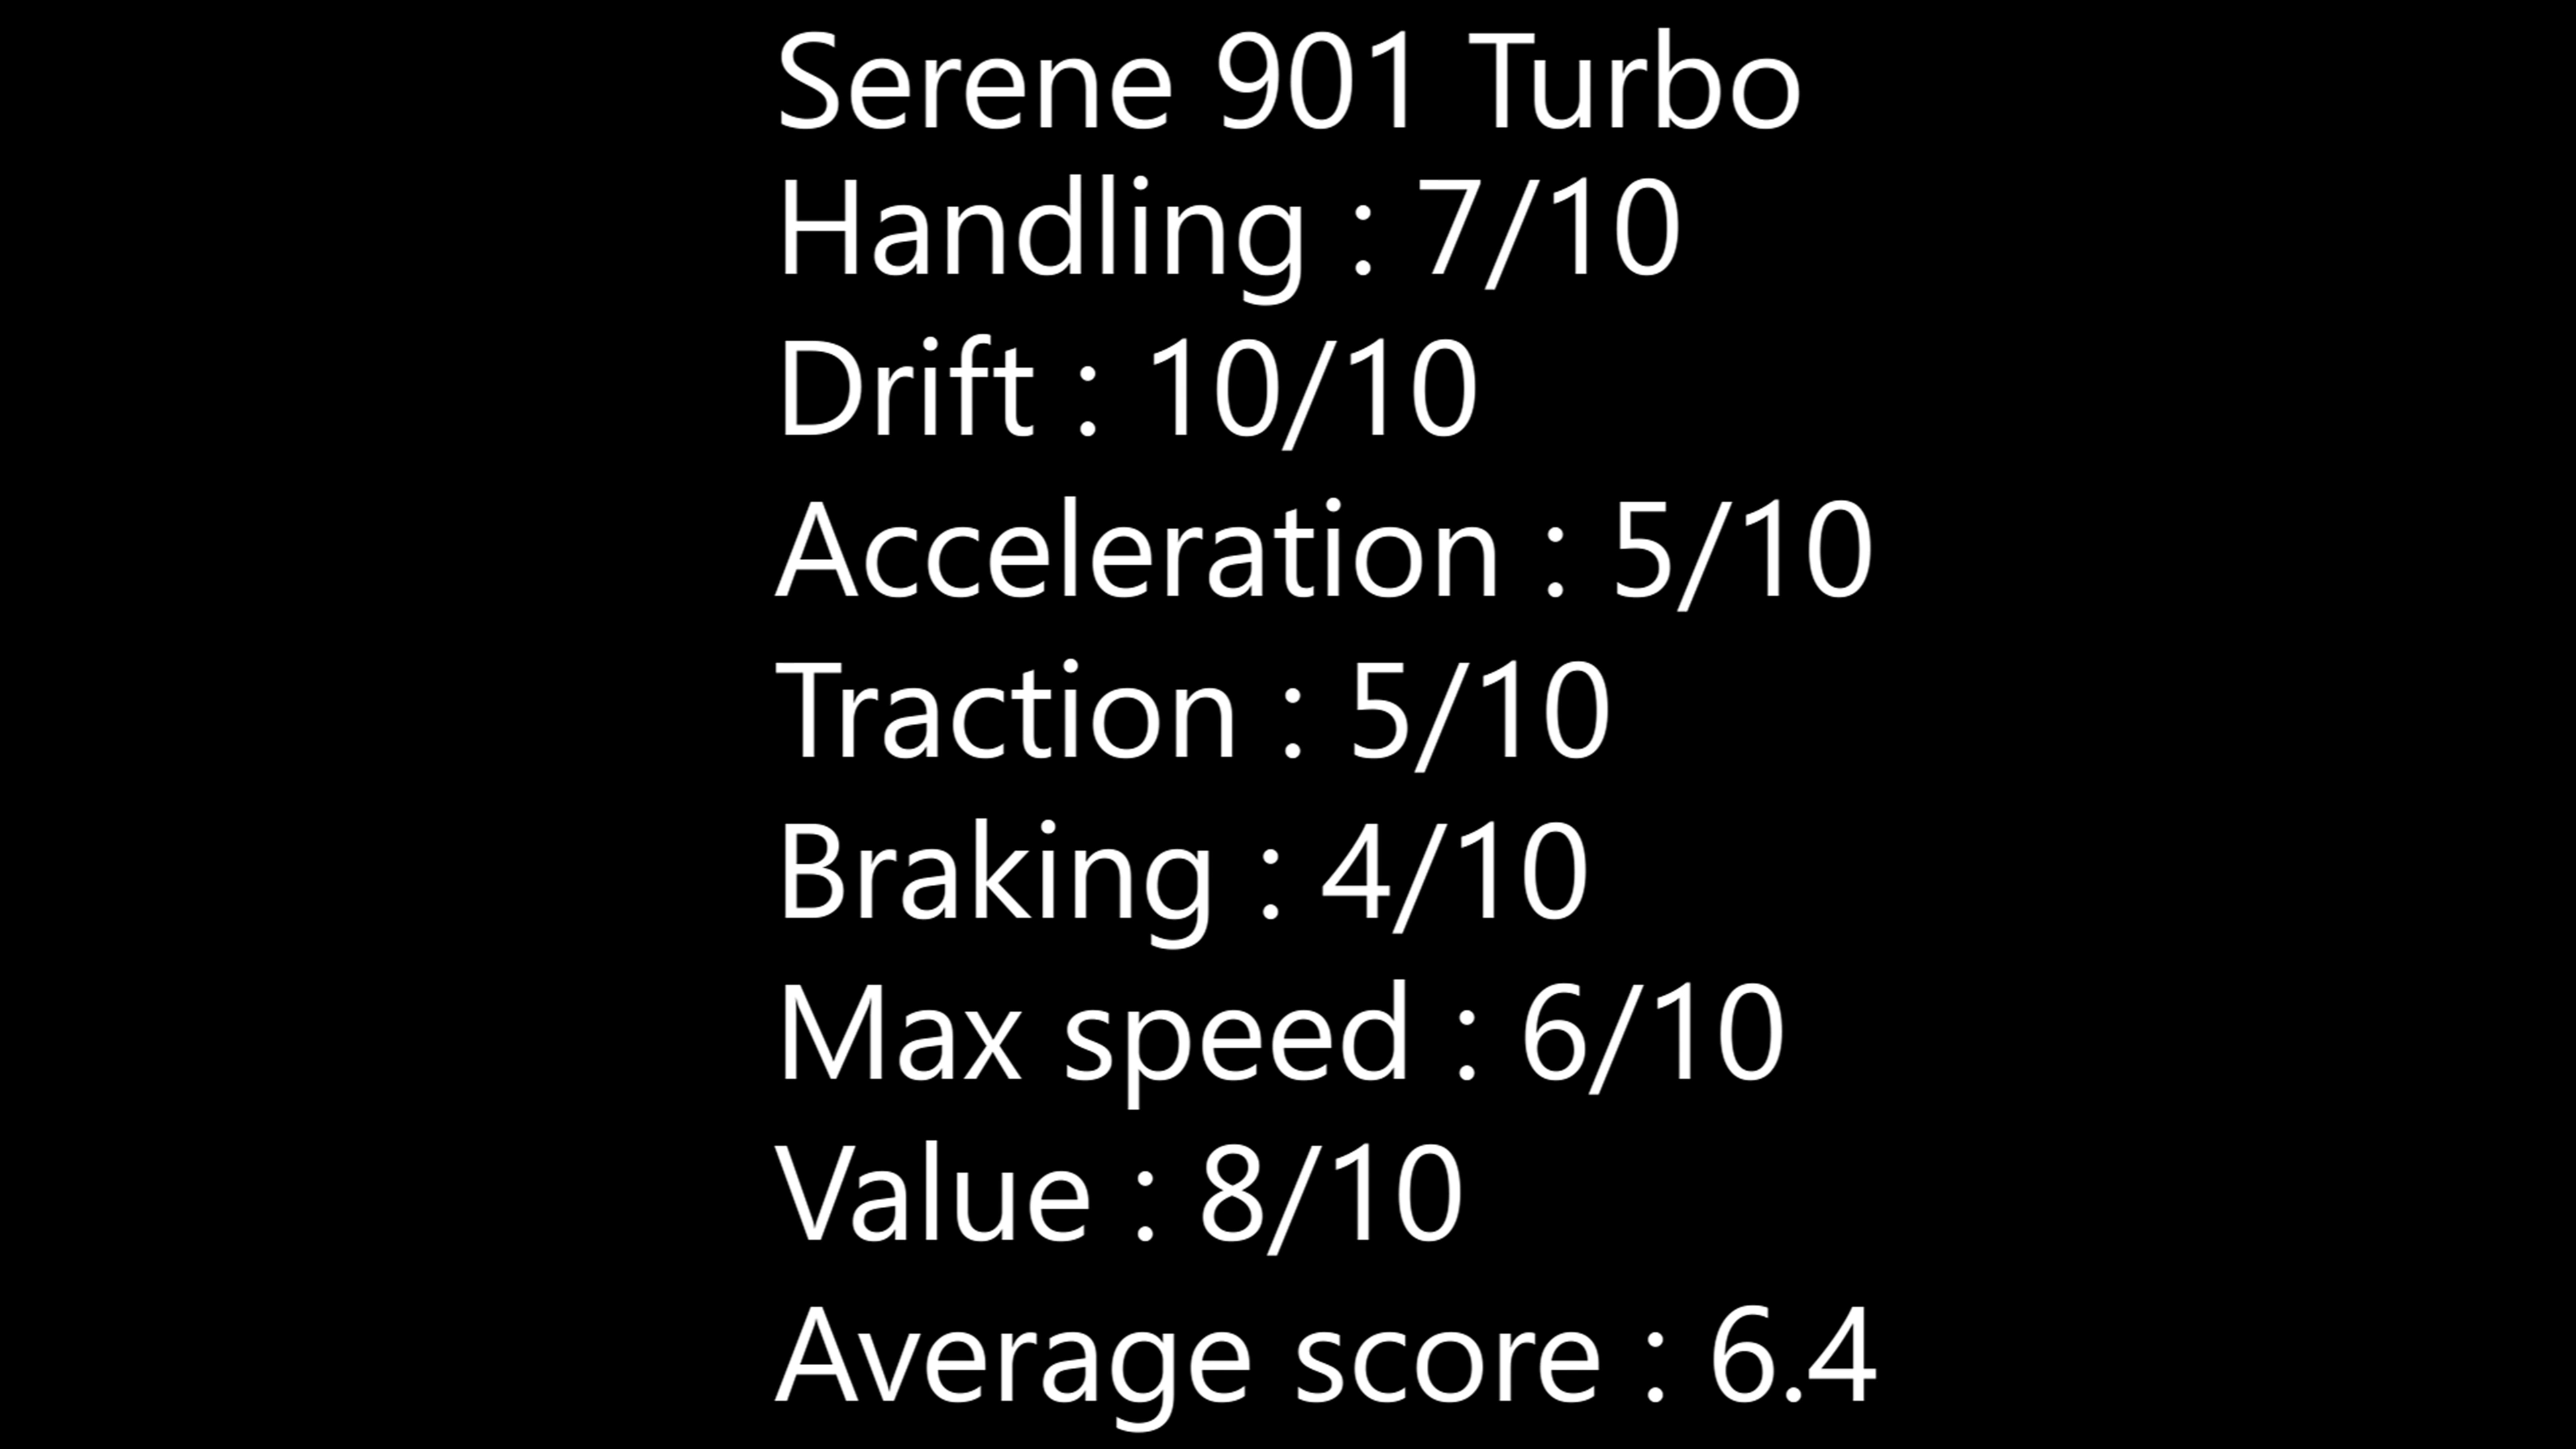 Serene 901 Turbo
Handling : 7/10
Drift : 10/10
Acceleration : 5/10
Traction : 5/10
Braking : 4/10
Max speed : 6/10
Value : 8/10
Average score : 6.4